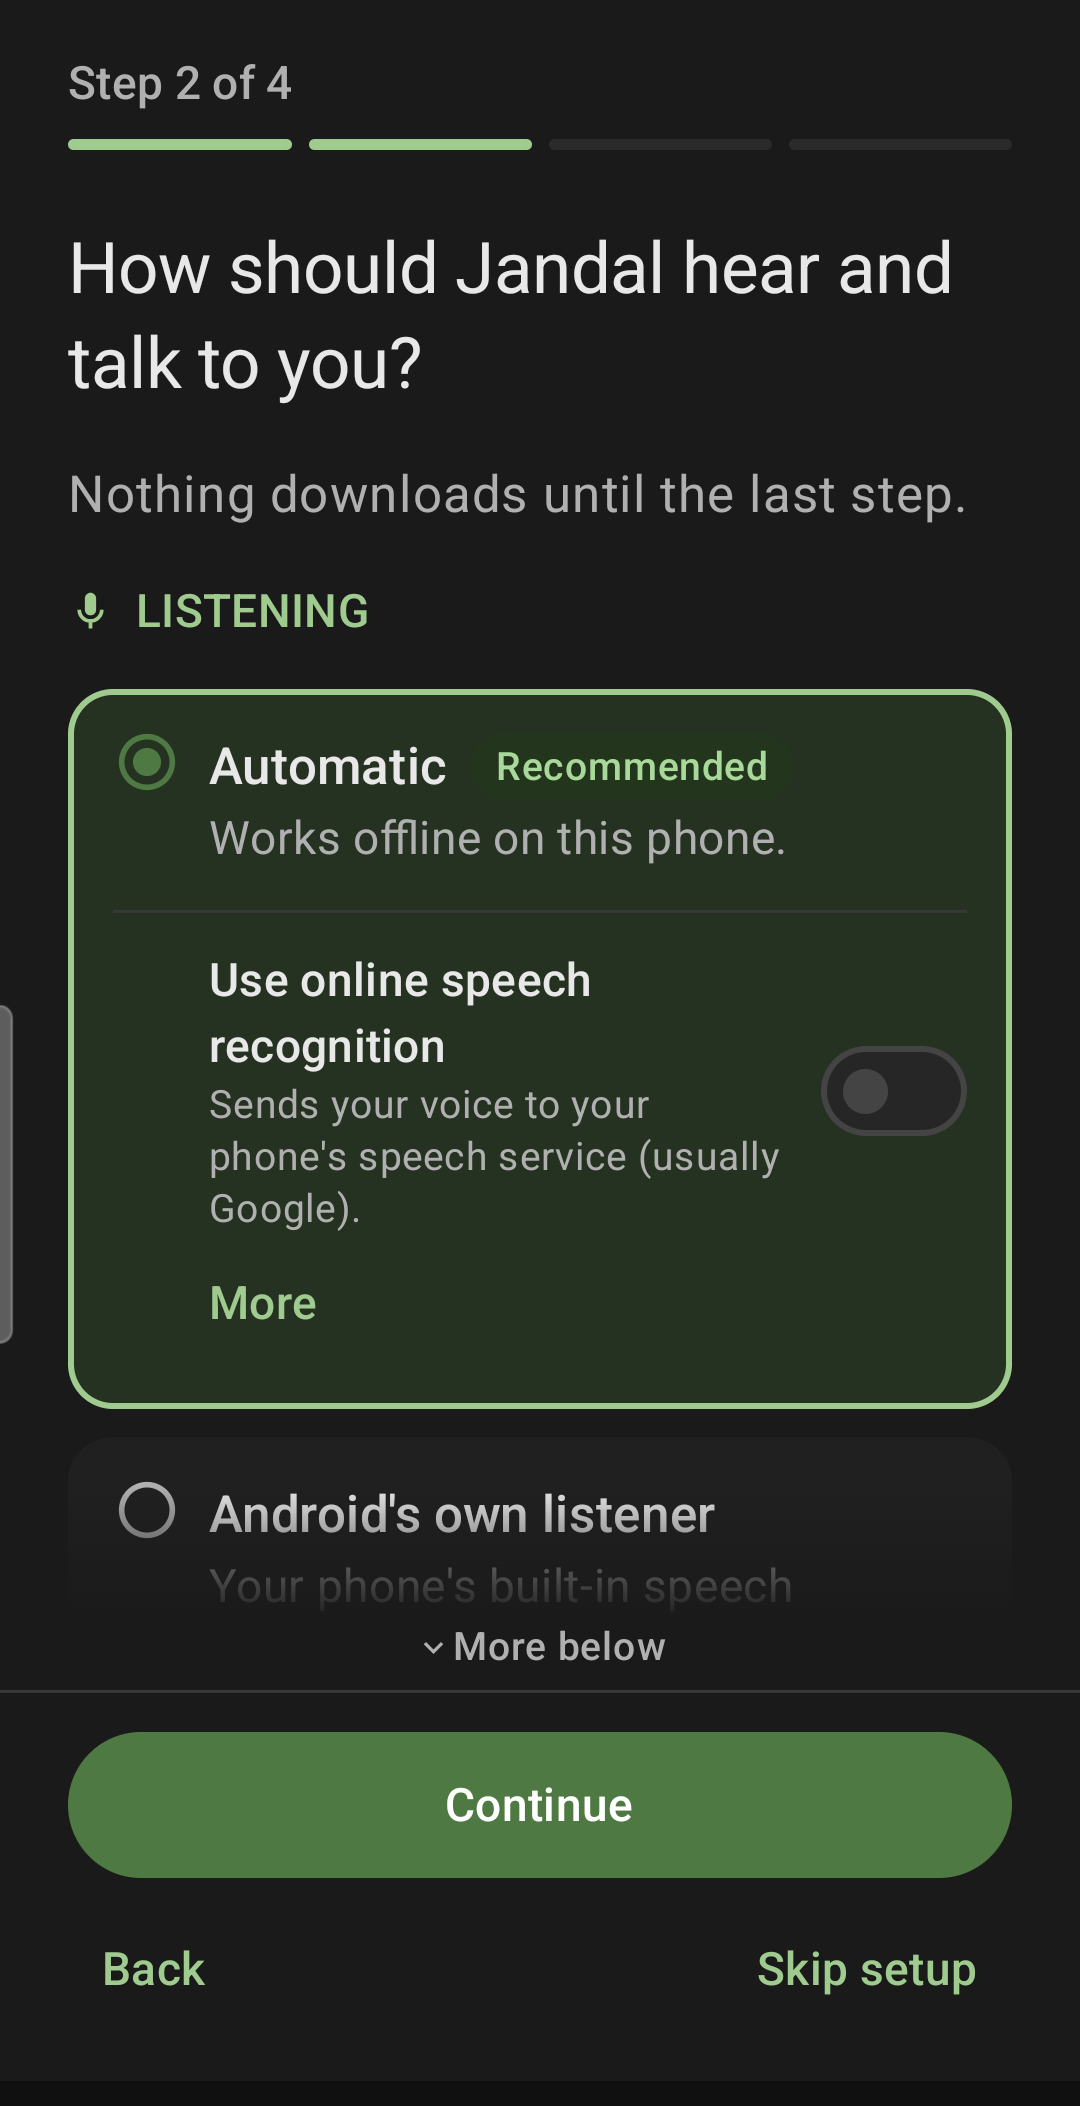 Step 2 of 4
How should Jandal hear and
talk to you?
Nothing downloads until the last step.
LISTENING
Automatic Recommended
Works offline on this phone.
Use online speech
recognition
Sends your voice to your
phone's speech service (usually
Google).
More
Android's own listener
Your phone's built-in speech
More below
Continue
Back Skip setup